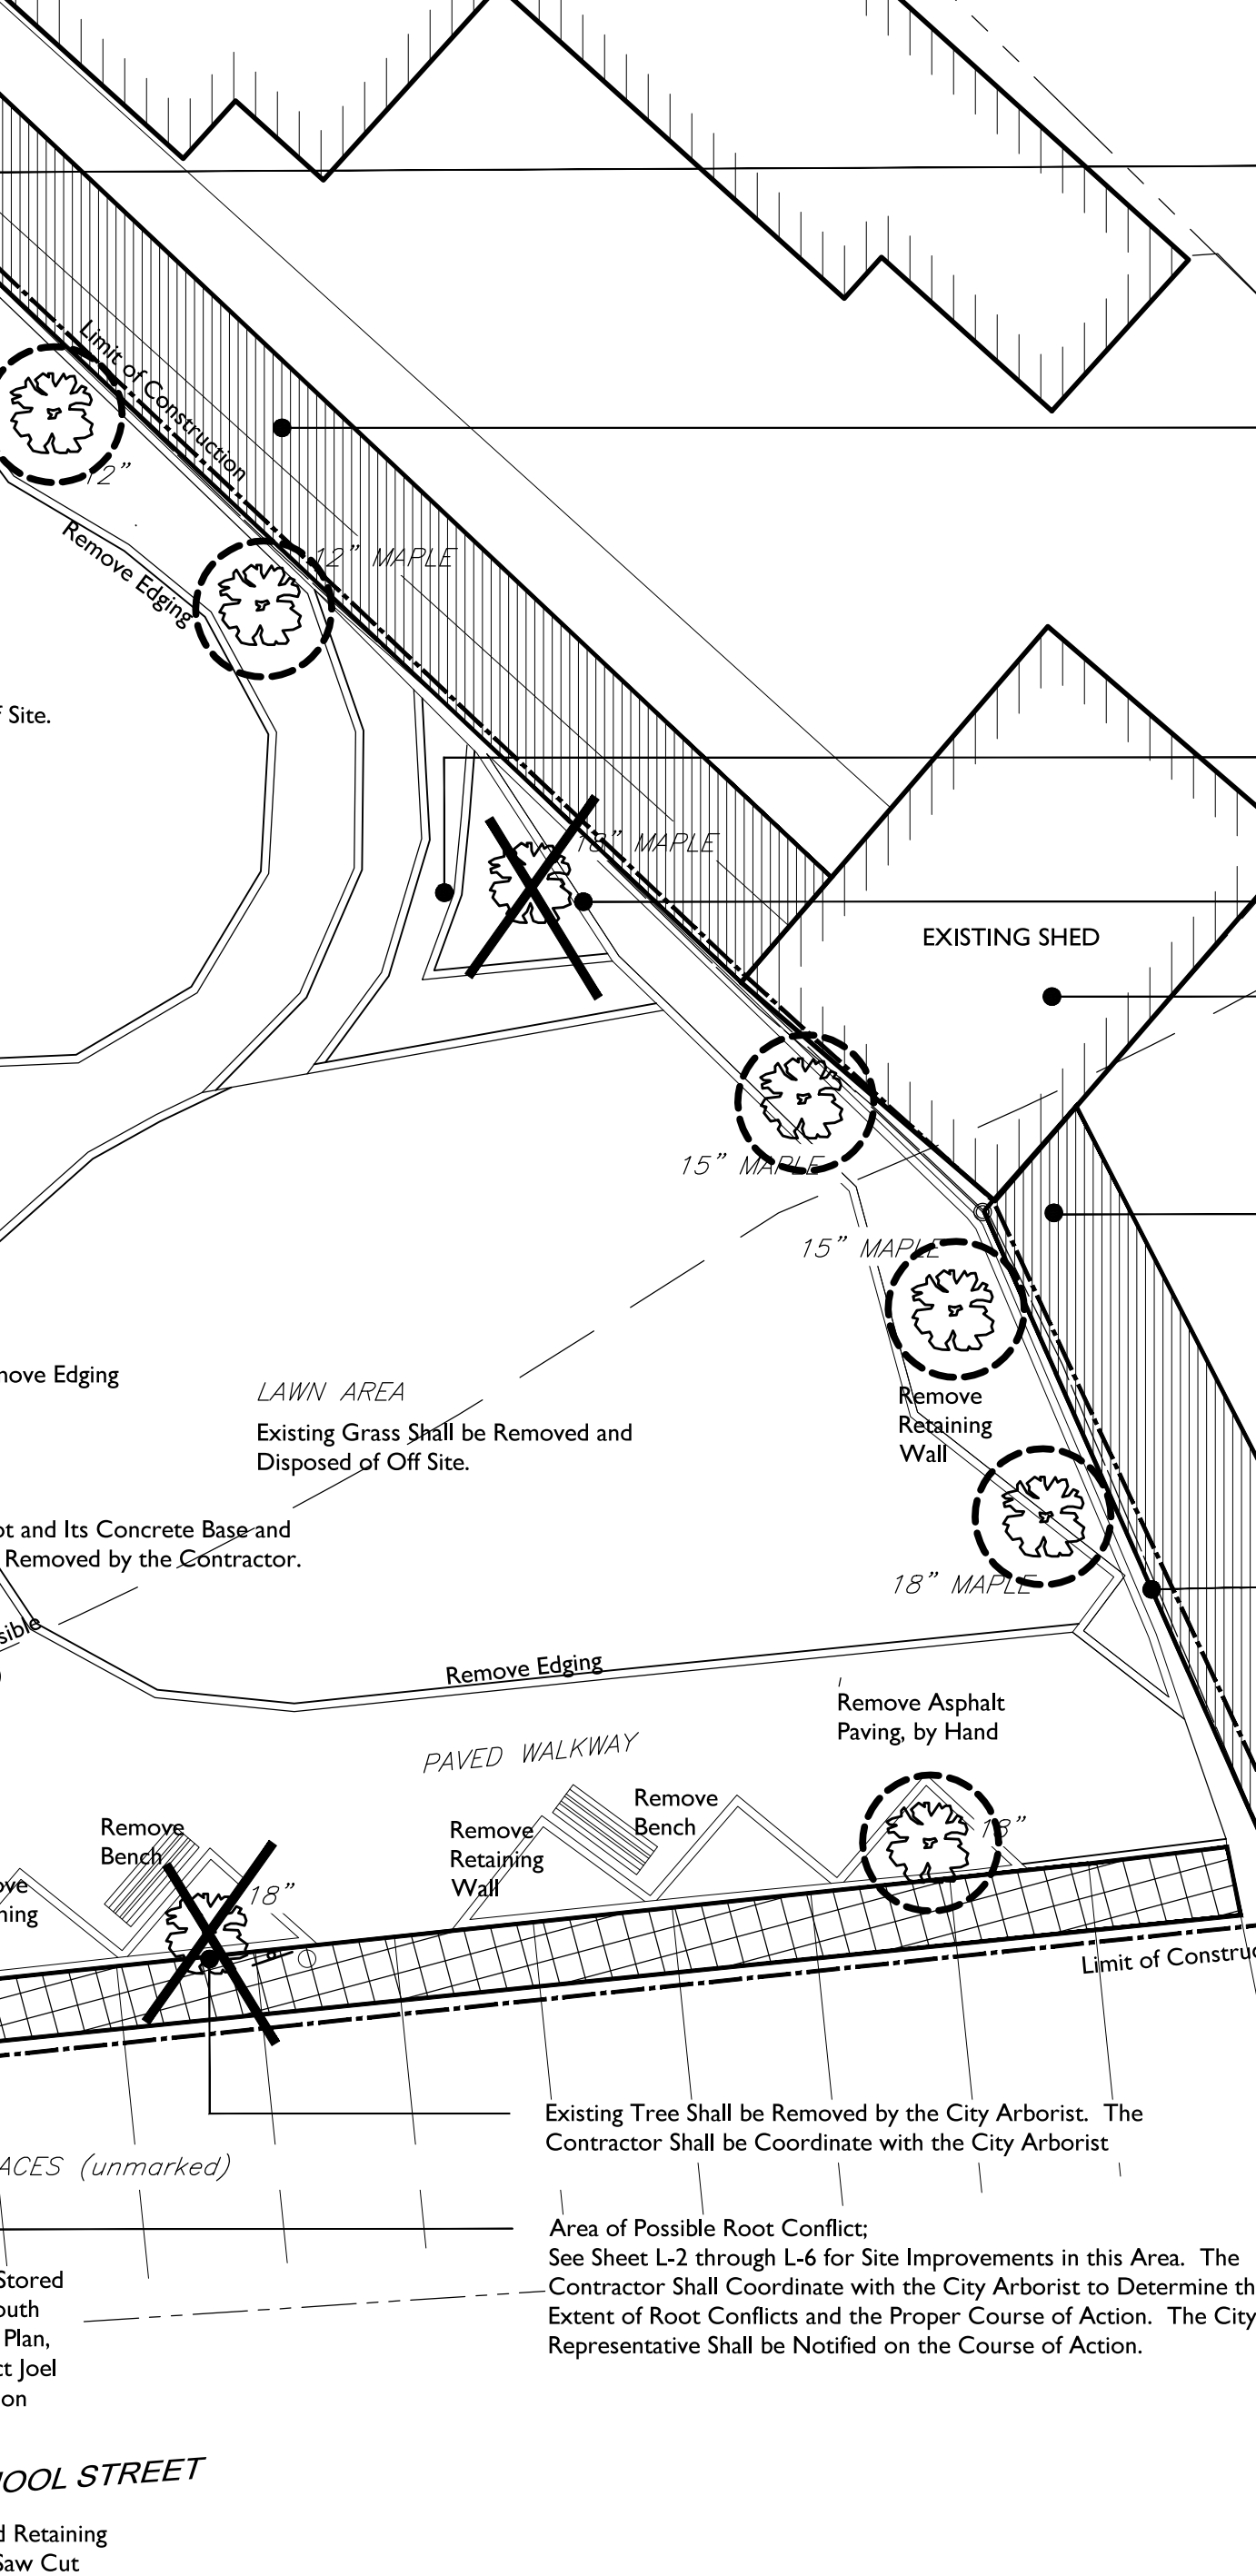 Limit of Construction
2”
12” MAPLE
Remove Edging
Site.
18” MAPLE
EXISTING SHED
15” MAPLE
15” MAPLE
Edging
LAWN AREA
Existing Grass Shall be Removed and
Disposed of Off Site.
Remove
Retaining
Wall
and Its Concrete Base and
Removed by the Contractor.
18” MAPLE
Remove Edging
Remove Asphalt
Paving, by Hand
PAVED WALKWAY
Remove
Bench
Remove
Bench
Remove
Retaining
Wall
18”
18”
Limit of Construc
Existing Tree Shall be Removed by the City Arborist. The
Contractor Shall be Coordinate with the City Arborist
ACES (unmarked)
Area of Possible Root Conflict;
See Sheet L-2 through L-6 for Site Improvements in this Area. The
Contractor Shall Coordinate with the City Arborist to Determine th
Extent of Root Conflicts and the Proper Course of Action. The City
Representative Shall be Notified on the Course of Action.
Stored
outh
Plan,
ct Joel
on
OOL STREET
d Retaining
Saw Cut